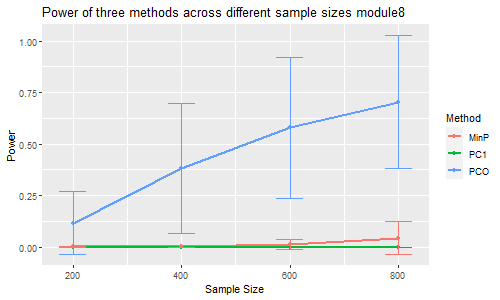 Power of three methods across different sample sizes module8
1.00
0.75
0.50
0.25
0.00
Power
200 400 600 800
Sample Size
Method
MinP
PC1
PCO